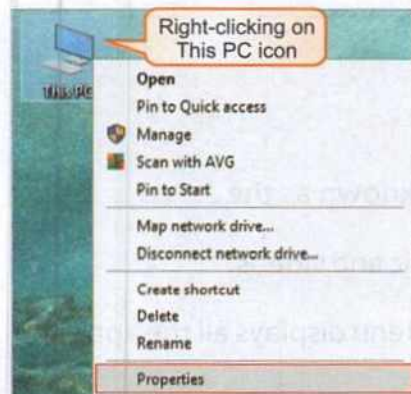 Right-clicking on
This PC icon
This PC
Open
Pin to Quick access
Manage
Scan with AVG
Pin to Start
Map network drive...
Disconnect network drive...
Create shortcut
Delete
Rename
Properties